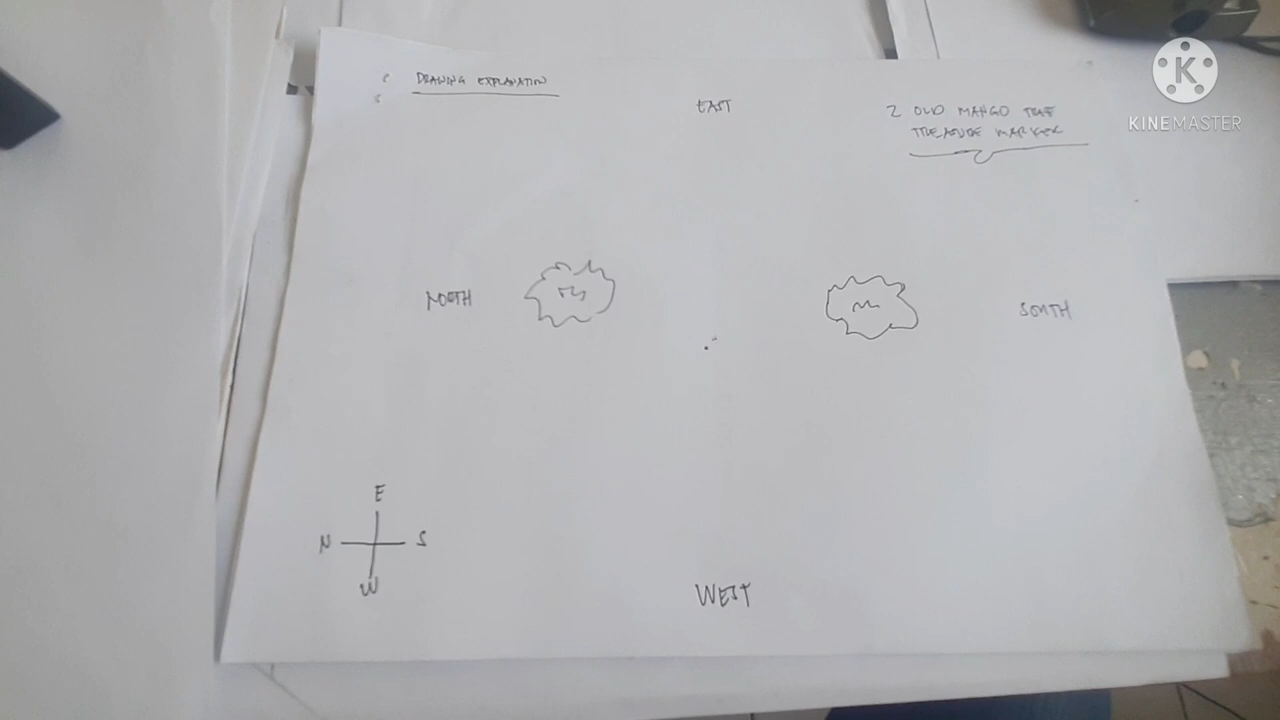 DRAWING EXPLANATION
EAST
2 OLD MANGO TREE
TREASURE MARKER
KINEMASTER
NORTH
SOUTH
E
N
S
W
WEST